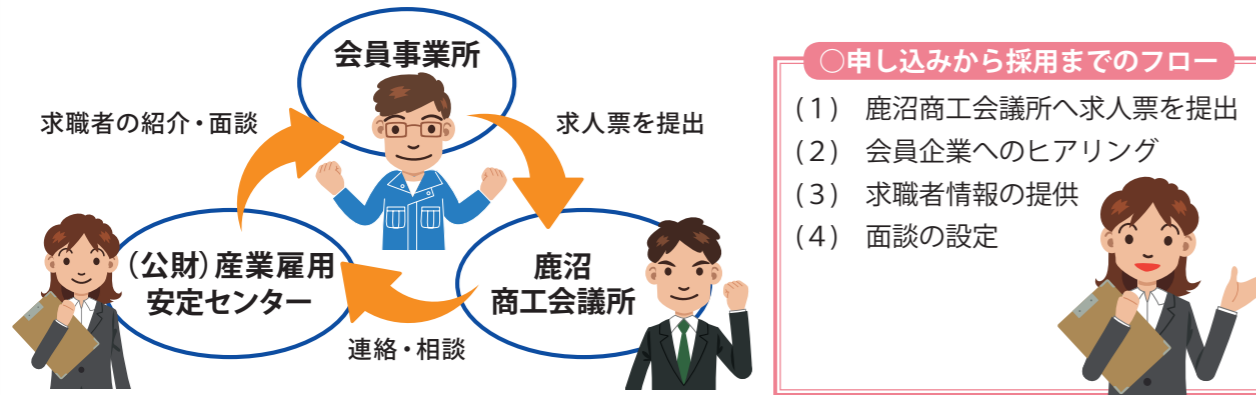 会員事業所
求職者の紹介・面談
求人票を提出
(公財)産業雇用
安定センター
鹿沼
商工会議所
連絡・相談
○申し込みから採用までのフロー
(1) 鹿沼商工会議所へ求人票を提出
(2) 会員企業へのヒアリング
(3) 求職者情報の提供
(4) 面談の設定